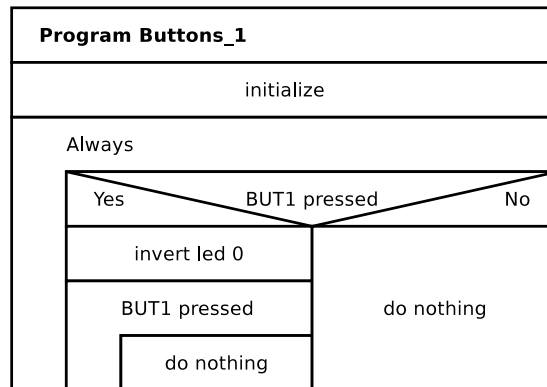 Program Buttons_1
initialize
Always
Yes BUT1 pressed No
invert led 0
BUT1 pressed
do nothing
do nothing